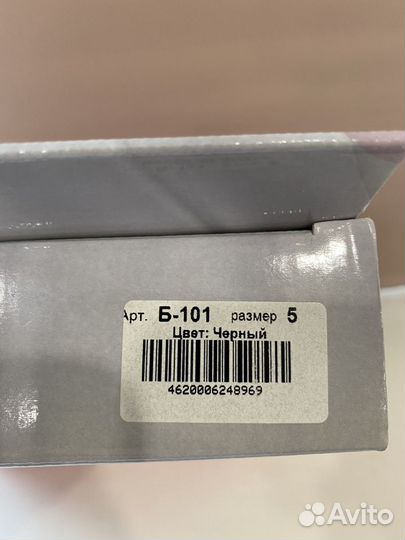 Арт. Б-101 размер 5
Цвет: Черный
4620006248969
Avito